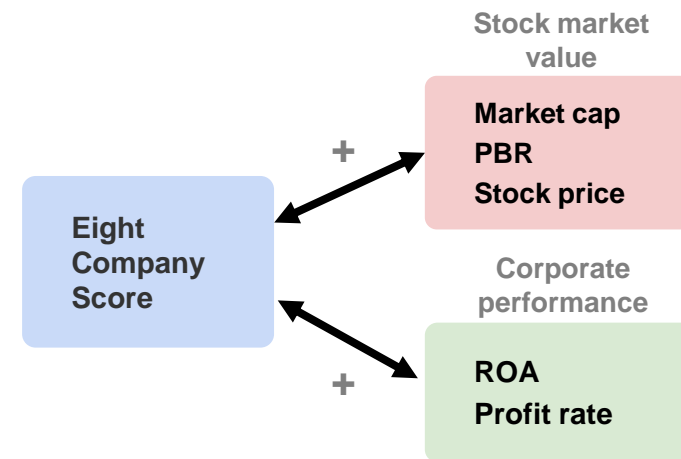 Stock market
value
Market cap
PBR
Stock price
+
Eight
Company
Score
Corporate
performance
+
ROA
Profit rate